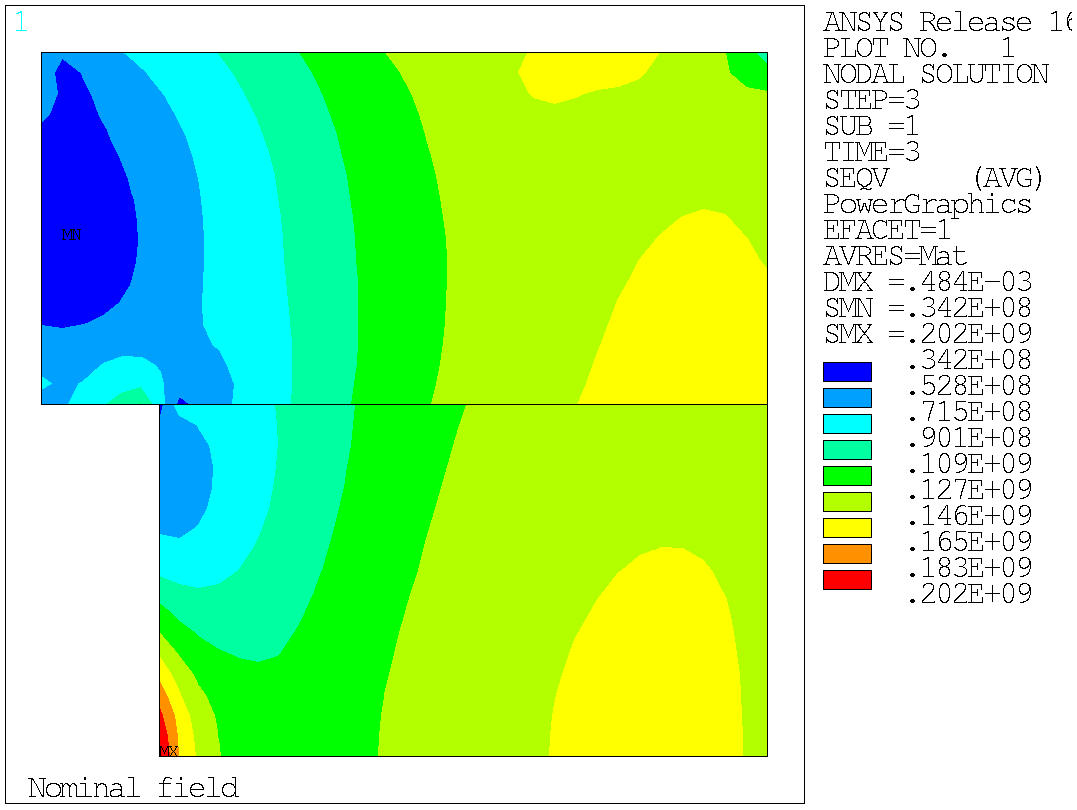 1
ANSYS Release 16
PLOT NO. 1
NODAL SOLUTION
STEP=3
SUB =1
TIME=3
SEQV (AVG)
PowerGraphics
EFACET=1
AVRES=Mat
DMX =.484E-03
SMN =.342E+08
SMX =.202E+09
.342E+08
.528E+08
.715E+08
.901E+08
.109E+09
.127E+09
.146E+09
.165E+09
.183E+09
.202E+09
MN
MX
Nominal field